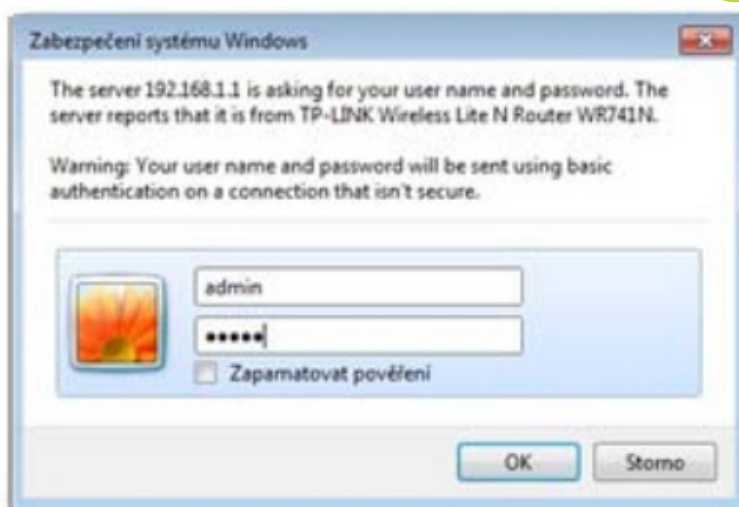 Zabezpečení systému Windows
The server 192.168.1.1 is asking for your user name and password. The
server reports that it is from TP-LINK Wireless Lite N Router WR741N.
Warning: Your user name and password will be sent using basic
authentication on a connection that isn't secure.
admin
•••••
Zapamatovat pověření
OK
Storno